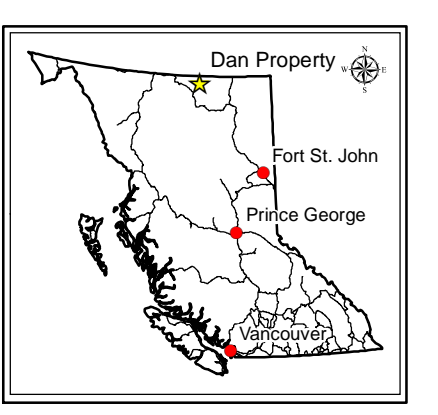 Dan Property
N
W
E
S
Fort St. John
Prince George
Vancouver